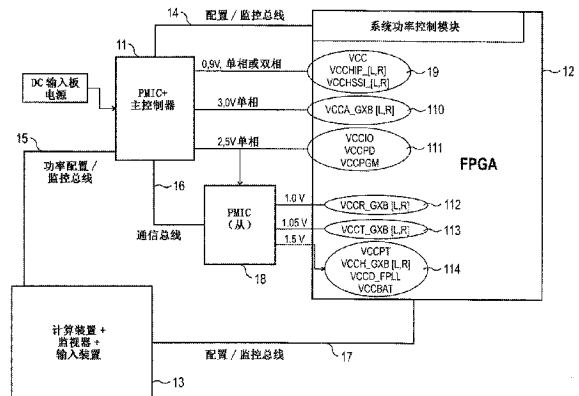 14
配置／监控总线
系统功率控制模块
12
11
PMIC+
主控制器
DC 输入板
电源
0,9V, 单相或双相
VCC
VCCHIP_[L,R]
VCCHSSI_[L,R]
19
3,0V单相
VCCA_GXB [L,R]
110
15
功率配置／
监控总线
2,5V单相
VCCIO
VCCPD
VCCPGM
111
FPGA
16
通信总线
PMIC
（从）
18
1.0 V
VCCR_GXB [L,R]
112
1.05 V
VCCT_GXB [L,R]
113
1.5 V
VCCPT
VCCH_GXB [L,R]
VCCD_FPLL
VCCBAT
114
计算装置 +
监视器 +
输入装置
13
配置／监控总线
17